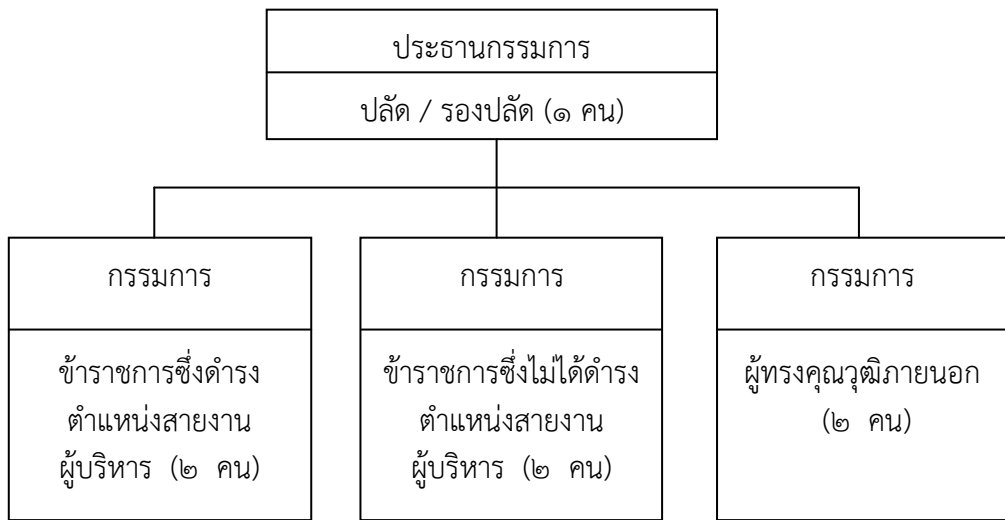 ประธานกรรมการ
ปลัด / รองปลัด (๑ คน)
กรรมการ
ข้าราชการซึ่งดำรง
ตำแหน่งสายงาน
ผู้บริหาร (๒ คน)
กรรมการ
ข้าราชการซึ่งไม่ได้ดำรง
ตำแหน่งสายงาน
ผู้บริหาร (๒ คน)
กรรมการ
ผู้ทรงคุณวุฒิภายนอก
(๒ คน)